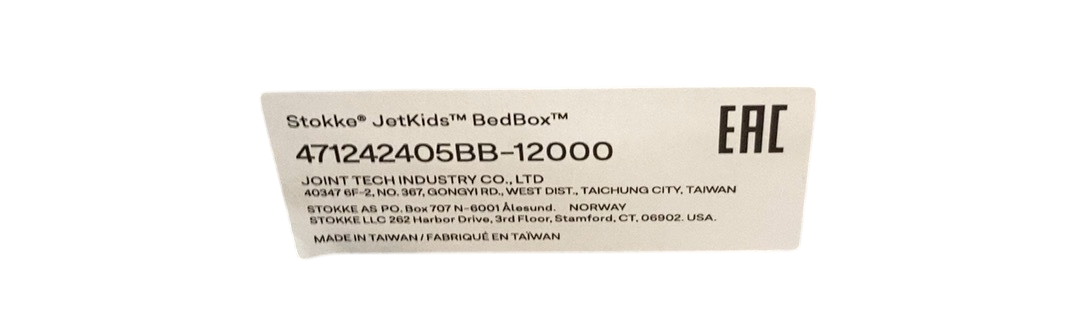 Stokke® JetKids™ BedBox™
EAC
471242405BB-12000
JOINT TECH INDUSTRY CO., LTD
40347 6F-2, NO. 367, GONGYI RD., WEST DIST., TAICHUNG CITY, TAIWAN
STOKKE AS PO. Box 707 N-6001 Ålesund. NORWAY
STOKKE LLC 262 Harbor Drive, 3rd Floor, Stamford, CT, 06902. USA.
MADE IN TAIWAN / FABRIQUÉ EN TAÏWAN